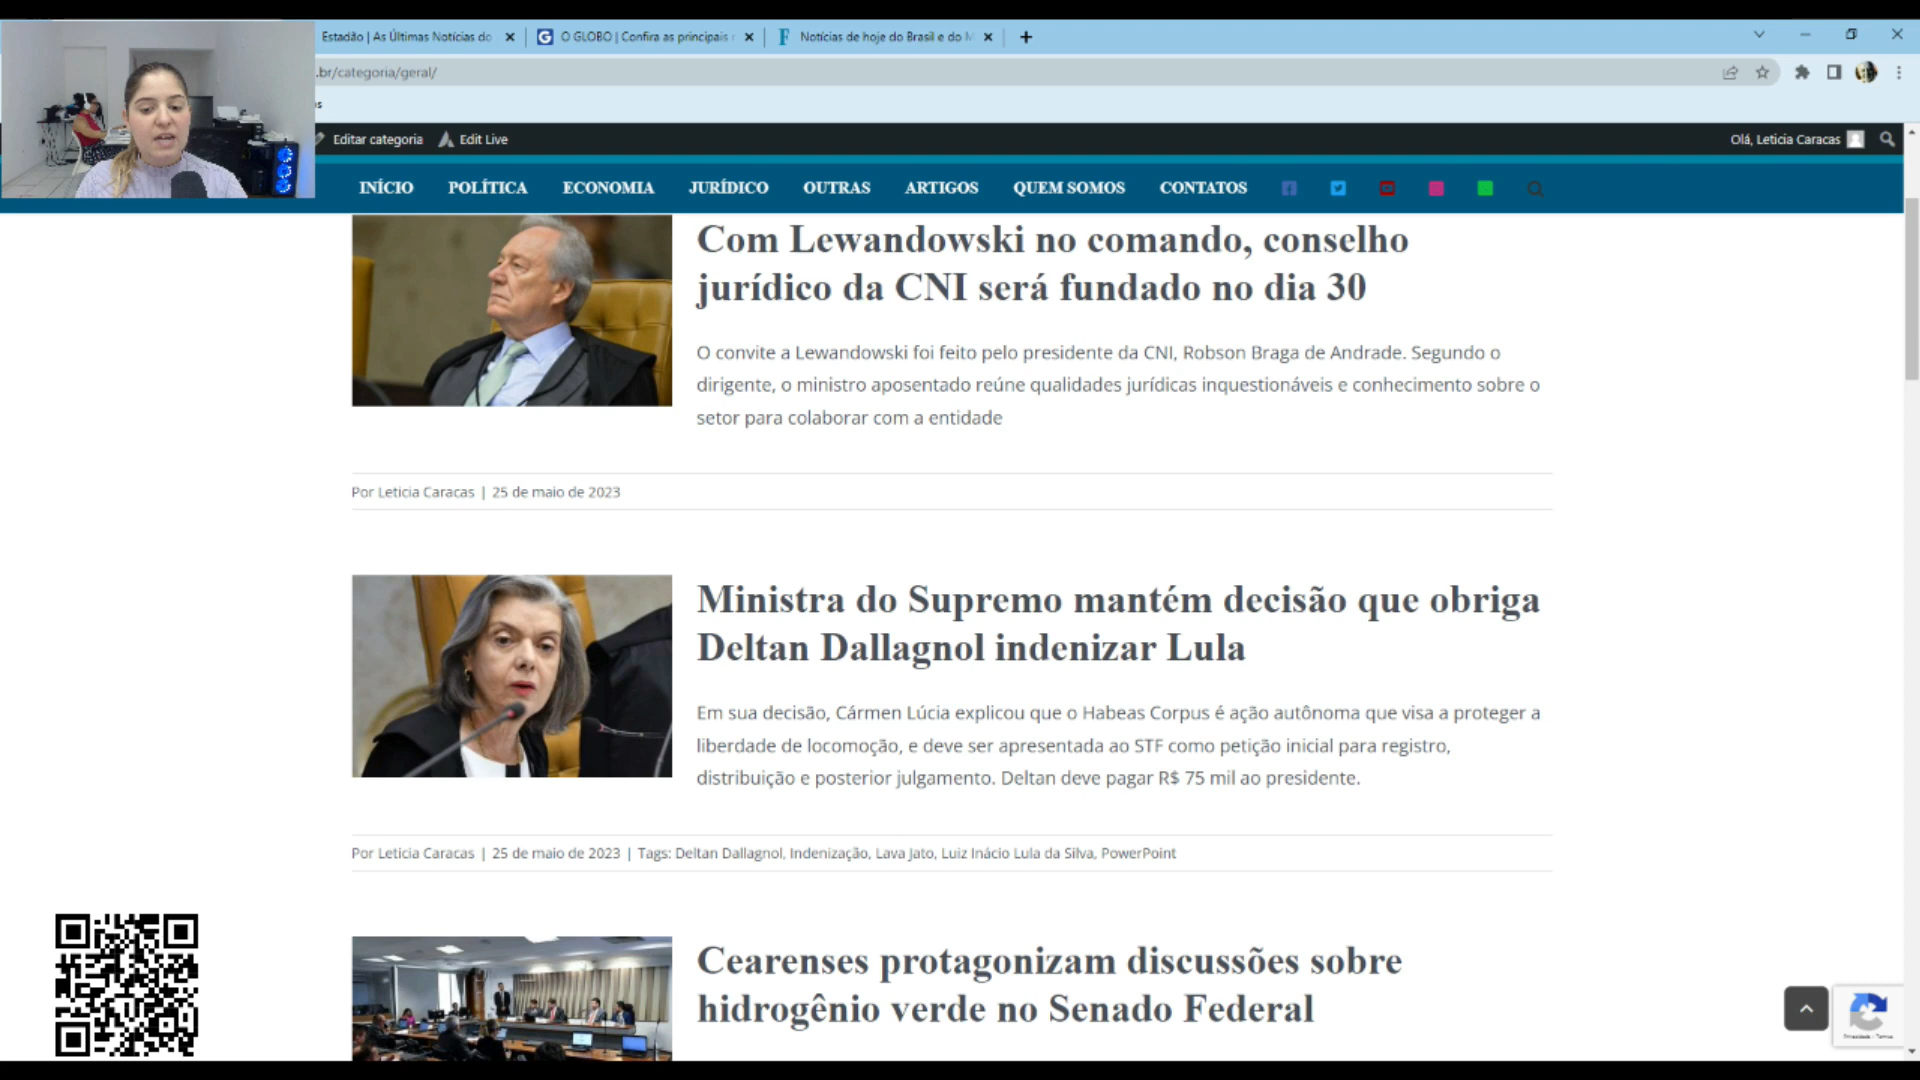 Estadão | As Últimas Notícias do
O GLOBO | Confira as principais
Notícias de hoje do Brasil e do M
.br/categoria/geral/
s
Editar categoria
Edit Live
Olá, Leticia Caracas
INÍCIO
POLÍTICA
ECONOMIA
JURÍDICO
OUTRAS
ARTIGOS
QUEM SOMOS
CONTATOS
Com Lewandowski no comando, conselho
jurídico da CNI será fundado no dia 30
O convite a Lewandowski foi feito pelo presidente da CNI, Robson Braga de Andrade. Segundo o
dirigente, o ministro aposentado reúne qualidades jurídicas inquestionáveis e conhecimento sobre o
setor para colaborar com a entidade
Por Leticia Caracas | 25 de maio de 2023
Ministra do Supremo mantém decisão que obriga
Deltan Dallagnol indenizar Lula
Em sua decisão, Cármen Lúcia explicou que o Habeas Corpus é ação autônoma que visa a proteger a
liberdade de locomoção, e deve ser apresentada ao STF como petição inicial para registro,
distribuição e posterior julgamento. Deltan deve pagar R$ 75 mil ao presidente.
Por Leticia Caracas | 25 de maio de 2023 | Tags: Deltan Dallagnol, Indenização, Lava Jato, Luiz Inácio Lula da Silva, PowerPoint
Cearenses protagonizam discussões sobre
hidrogênio verde no Senado Federal